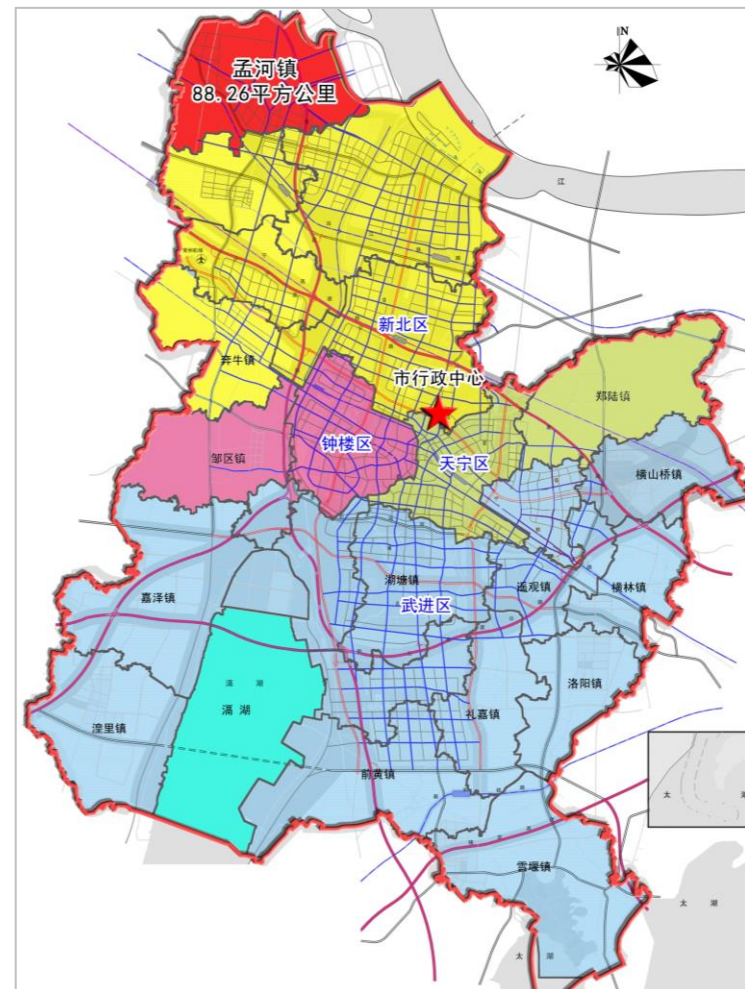 N
孟河镇
88.26平方公里
江
新北区
奔牛镇
市行政中心
郑陆镇
钟楼区
天宁区
邹区镇
横山桥镇
湖塘镇
遥观镇
横林镇
嘉泽镇
武进区
滆湖
滆湖
洛阳镇
礼嘉镇
湟里镇
前黄镇
太湖
雪堰镇
太湖
太湖